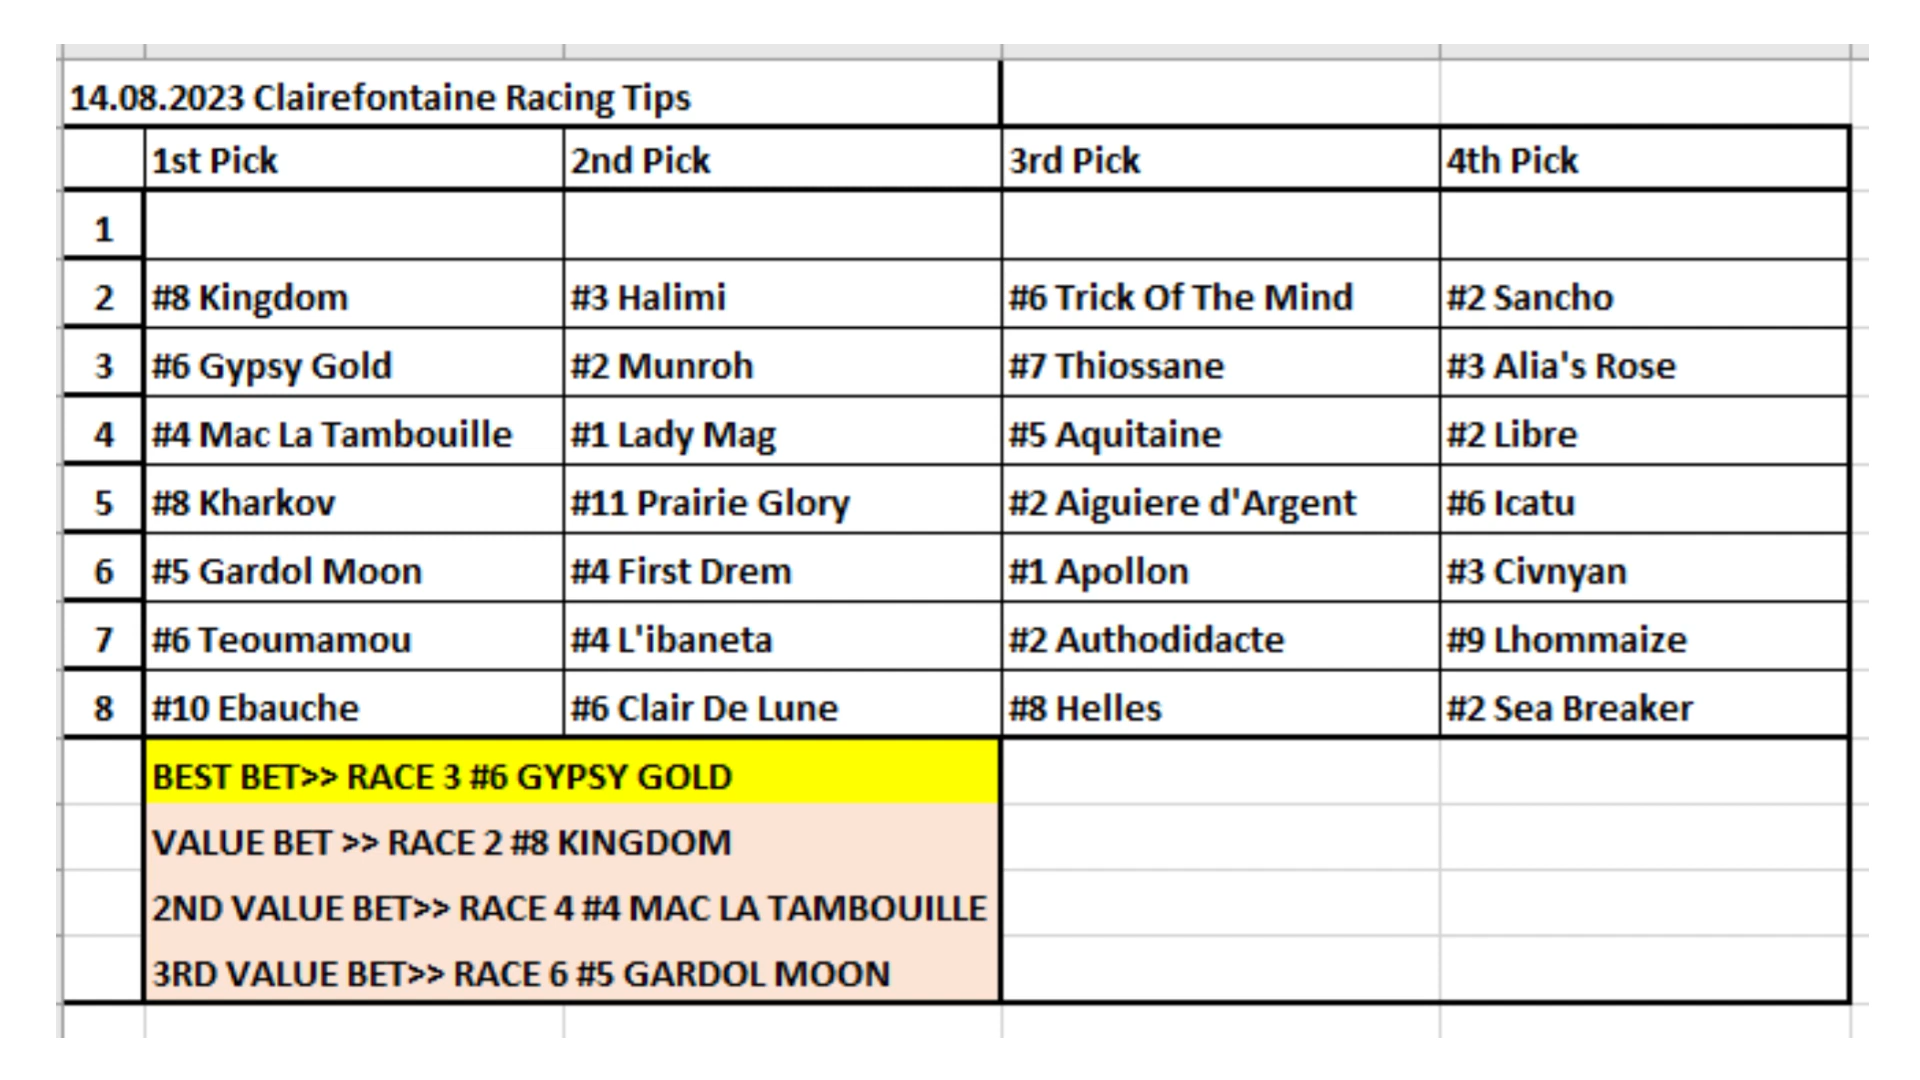 14.08.2023 Clairefontaine Racing Tips
1st Pick 2nd Pick 3rd Pick 4th Pick
1
2 #8 Kingdom #3 Halimi #6 Trick Of The Mind #2 Sancho
3 #6 Gypsy Gold #2 Munroh #7 Thiossane #3 Alia's Rose
4 #4 Mac La Tambouille #1 Lady Mag #5 Aquitaine #2 Libre
5 #8 Kharkov #11 Prairie Glory #2 Aiguiere d'Argent #6 Icatu
6 #5 Gardol Moon #4 First Drem #1 Apollon #3 Civnyan
7 #6 Teoumamou #4 L'ibaneta #2 Authodidacte #9 Lhommaize
8 #10 Ebauche #6 Clair De Lune #8 Helles #2 Sea Breaker
BEST BET>> RACE 3 #6 GYPSY GOLD
VALUE BET >> RACE 2 #8 KINGDOM
2ND VALUE BET>> RACE 4 #4 MAC LA TAMBOUILLE
3RD VALUE BET>> RACE 6 #5 GARDOL MOON